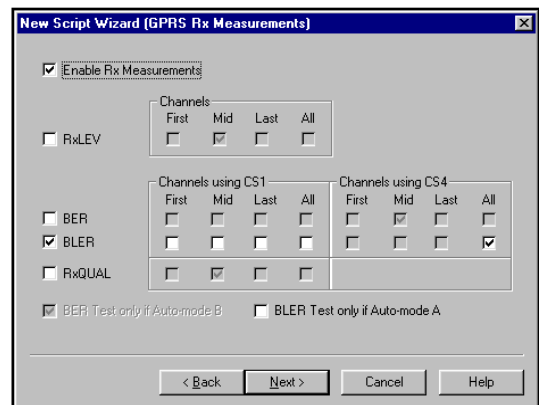 New Script Wizard (GPRS Rx Measurements)
Enable Rx Measurements
Channels
First Mid Last All
RxLEV
Channels using CS1 Channels using CS4
First Mid Last All First Mid Last All
BER
BLER
RxQUAL
BER Test only if Auto-mode B BLER Test only if Auto-mode A
< Back Next > Cancel Help